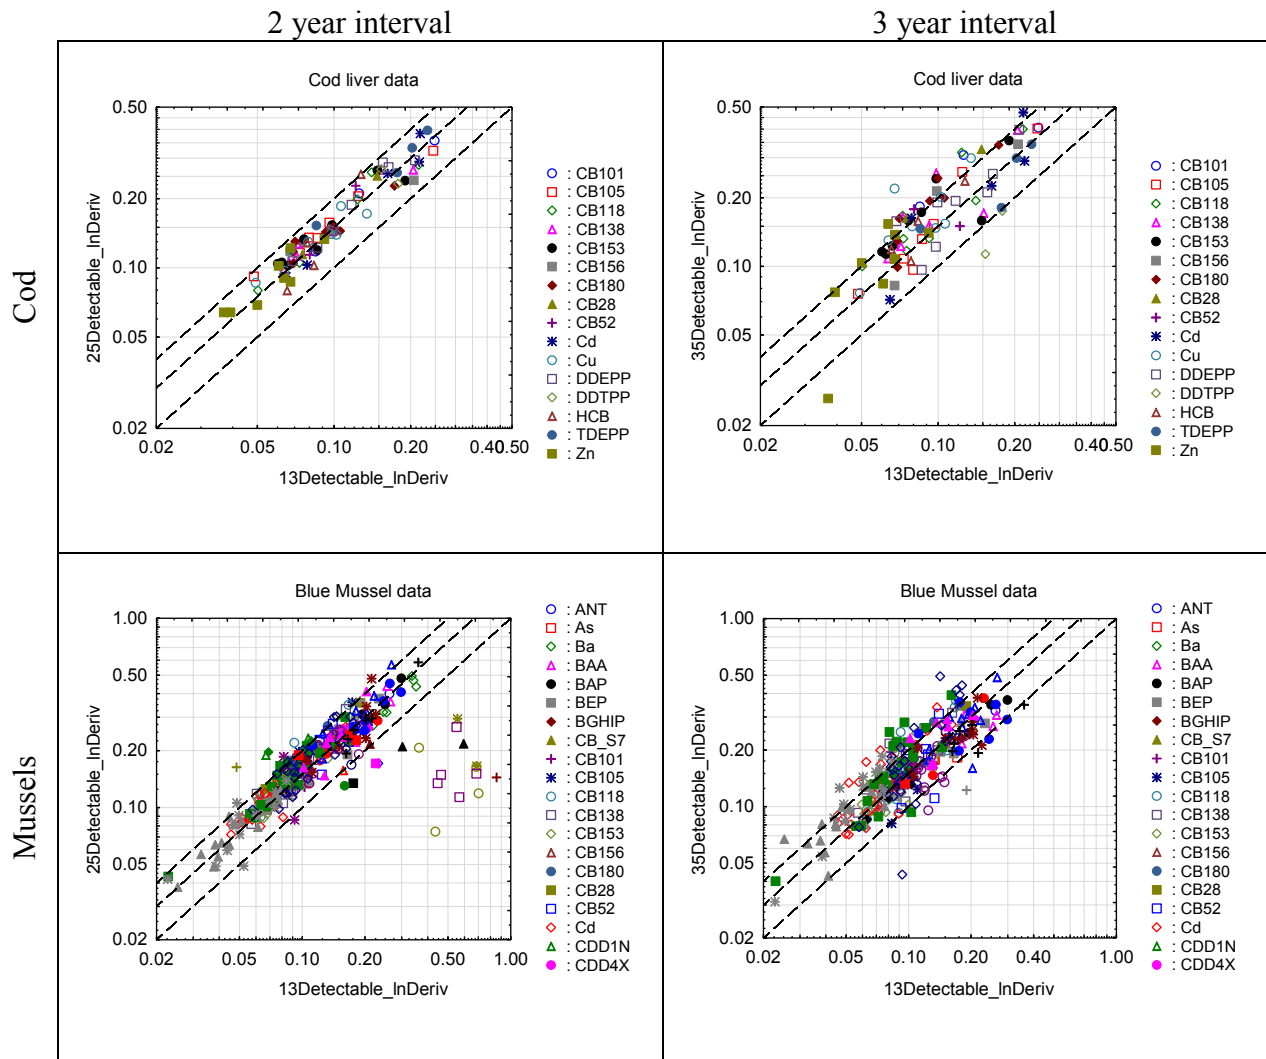 2 year interval
3 year interval
Cod
Cod liver data
0.50
0.20
0.10
0.05
0.02
0.02
0.05
0.10
0.20
0.50
25Detectable_lnDeriv
13Detectable_lnDeriv
: CB101
: CB105
: CB118
: CB138
: CB153
: CB156
: CB180
: CB28
: CB52
: Cd
: Cu
: DDEPP
: DDTPP
: HCB
: TDEPP
: Zn
Cod liver data
0.50
0.20
0.10
0.05
0.02
0.02
0.05
0.10
0.20
0.400.50
35Detectable_lnDeriv
13Detectable_lnDeriv
: CB101
: CB105
: CB118
: CB138
: CB153
: CB156
: CB180
: CB28
: CB52
: Cd
: Cu
: DDEPP
: DDTPP
: HCB
: TDEPP
: Zn
Mussels
Blue Mussel data
1.00
0.50
0.20
0.10
0.05
0.02
0.02
0.05
0.10
0.20
0.50
1.00
25Detectable_lnDeriv
13Detectable_lnDeriv
: ANT
: As
: Ba
: BAA
: BAP
: BEP
: BGHIP
: CB_S7
: CB101
: CB105
: CB118
: CB138
: CB153
: CB156
: CB180
: CB28
: CB52
: Cd
: CDD1N
: CDD4X
Blue Mussel data
1.00
0.50
0.20
0.10
0.05
0.02
0.02
0.05
0.10
0.20
0.50
1.00
35Detectable_lnDeriv
13Detectable_lnDeriv
: ANT
: As
: Ba
: BAA
: BAP
: BEP
: BGHIP
: CB_S7
: CB101
: CB105
: CB118
: CB138
: CB153
: CB156
: CB180
: CB28
: CB52
: Cd
: CDD1N
: CDD4X